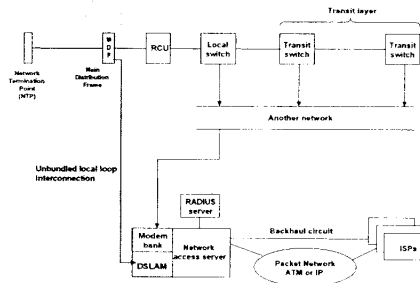 Transit layer
M
D
F
RCU
Local
switch
Transit
switch
Transit
switch
Network
Termination
Point
(NTP)
Main
Distribution
Frame
Another network
Unbundled local loop
Interconnection
RADIUS
server
Modem
bank
DSLAM
Network
access server
Backhaul circuit
Packet Network
ATM or IP
ISPs